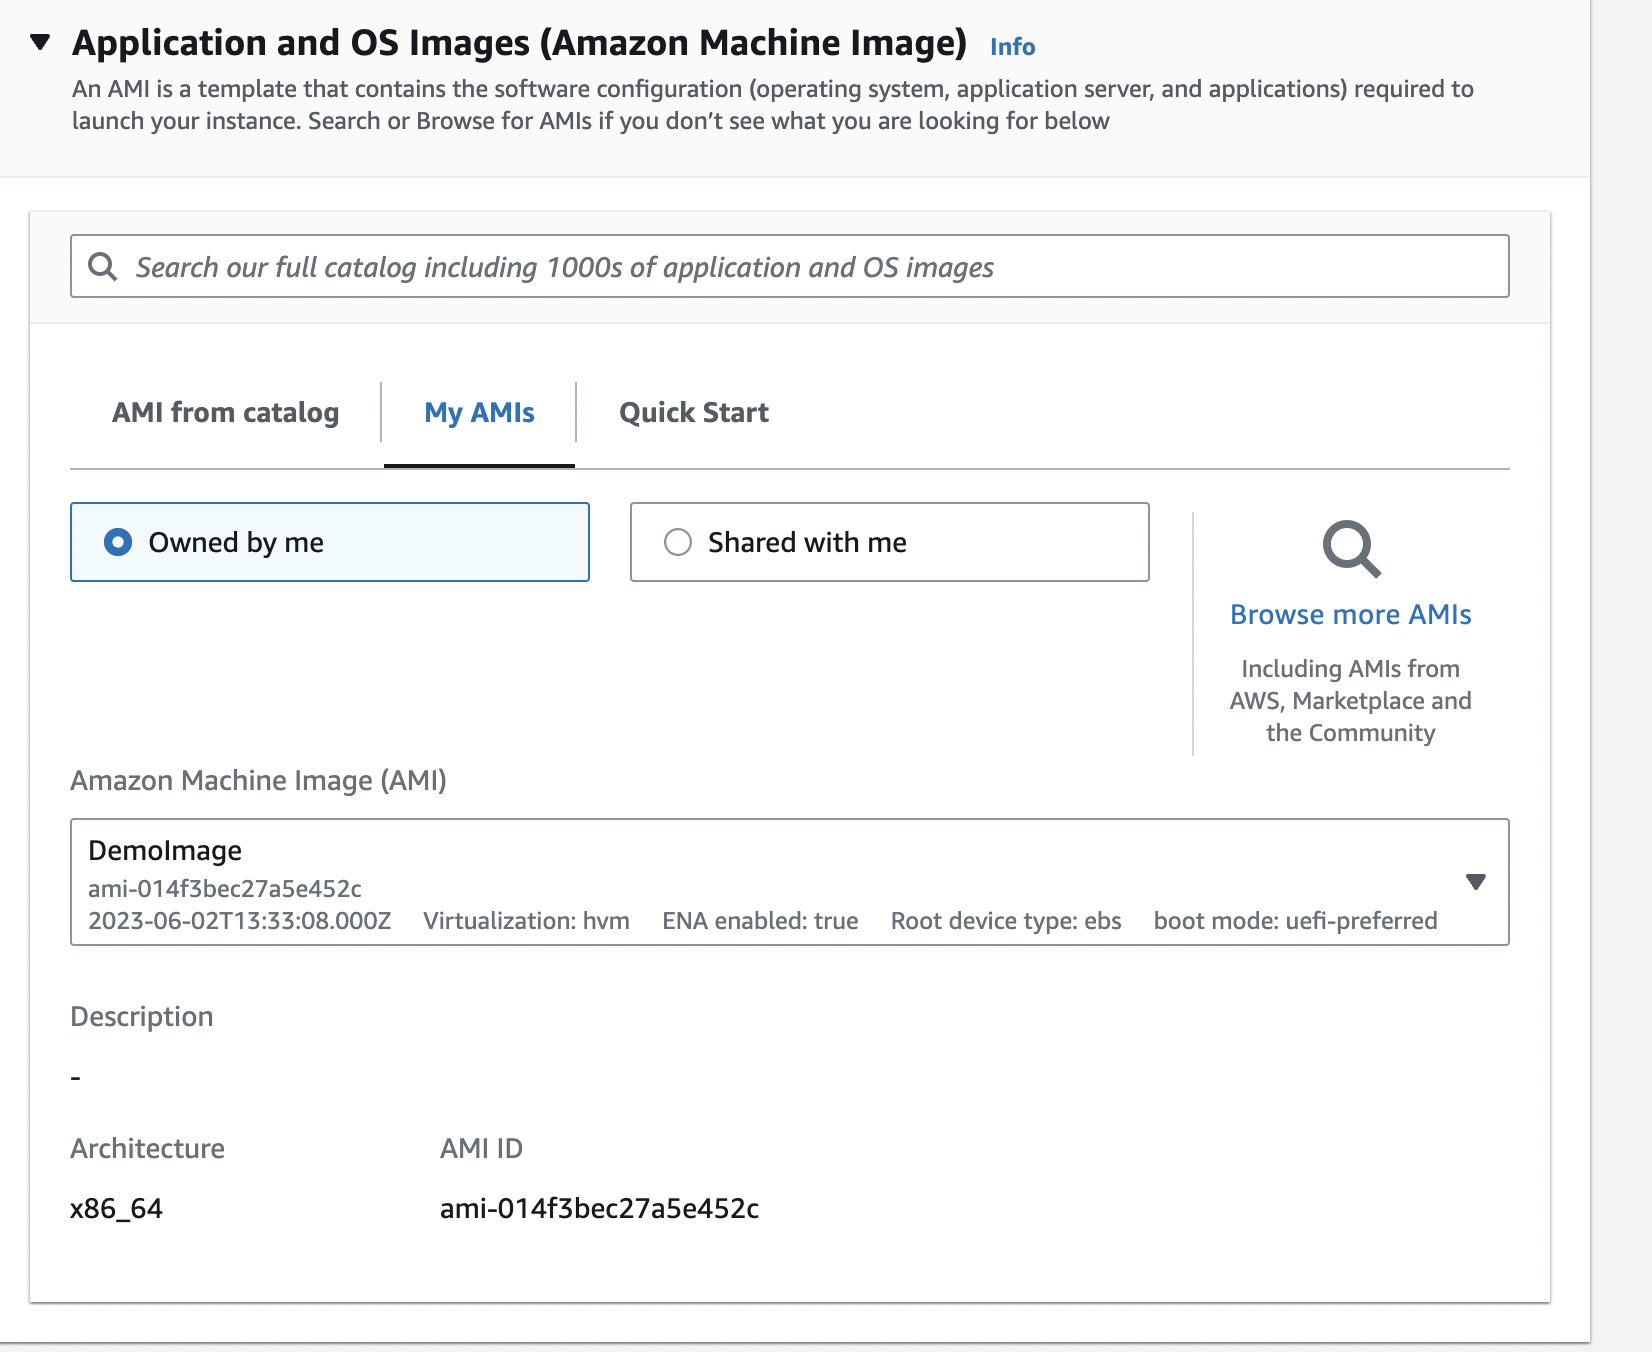 Application and OS Images (Amazon Machine Image) Info
An AMI is a template that contains the software configuration (operating system, application server, and applications) required to
launch your instance. Search or Browse for AMIs if you don’t see what you are looking for below
Search our full catalog including 1000s of application and OS images
AMI from catalog
My AMIs
Quick Start
Owned by me
Shared with me
Browse more AMIs
Including AMIs from
AWS, Marketplace and
the Community
Amazon Machine Image (AMI)
DemoImage
ami-014f3bec27a5e452c
2023-06-02T13:33:08.000Z Virtualization: hvm ENA enabled: true Root device type: ebs boot mode: uefi-preferred
Description
-
Architecture AMI ID
x86_64 ami-014f3bec27a5e452c